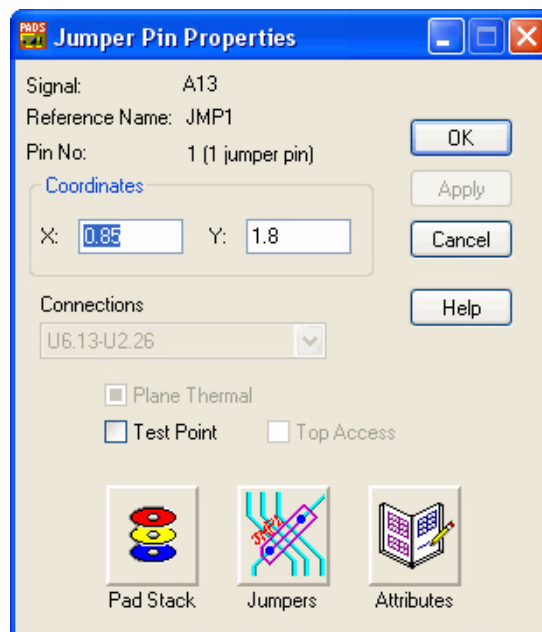 PADS
Jumper Pin Properties
Signal: A13
Reference Name: JMP1
Pin No: 1 (1 jumper pin)
OK
Coordinates
Apply
X: 0.85 Y: 1.8
Cancel
Connections
Help
U6.13-U2.26
Plane Thermal
Test Point Top Access
JMP1
Pad Stack Jumpers Attributes